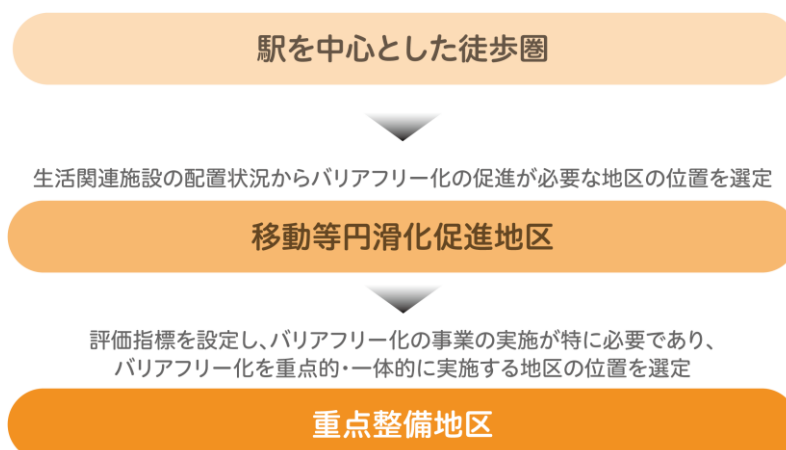 駅を中心とした徒歩圏
生活関連施設の配置状況からバリアフリー化の促進が必要な地区の位置を選定
移動等円滑化促進地区
評価指標を設定し、バリアフリー化の事業の実施が特に必要であり、
バリアフリー化を重点的・一体的に実施する地区の位置を選定
重点整備地区